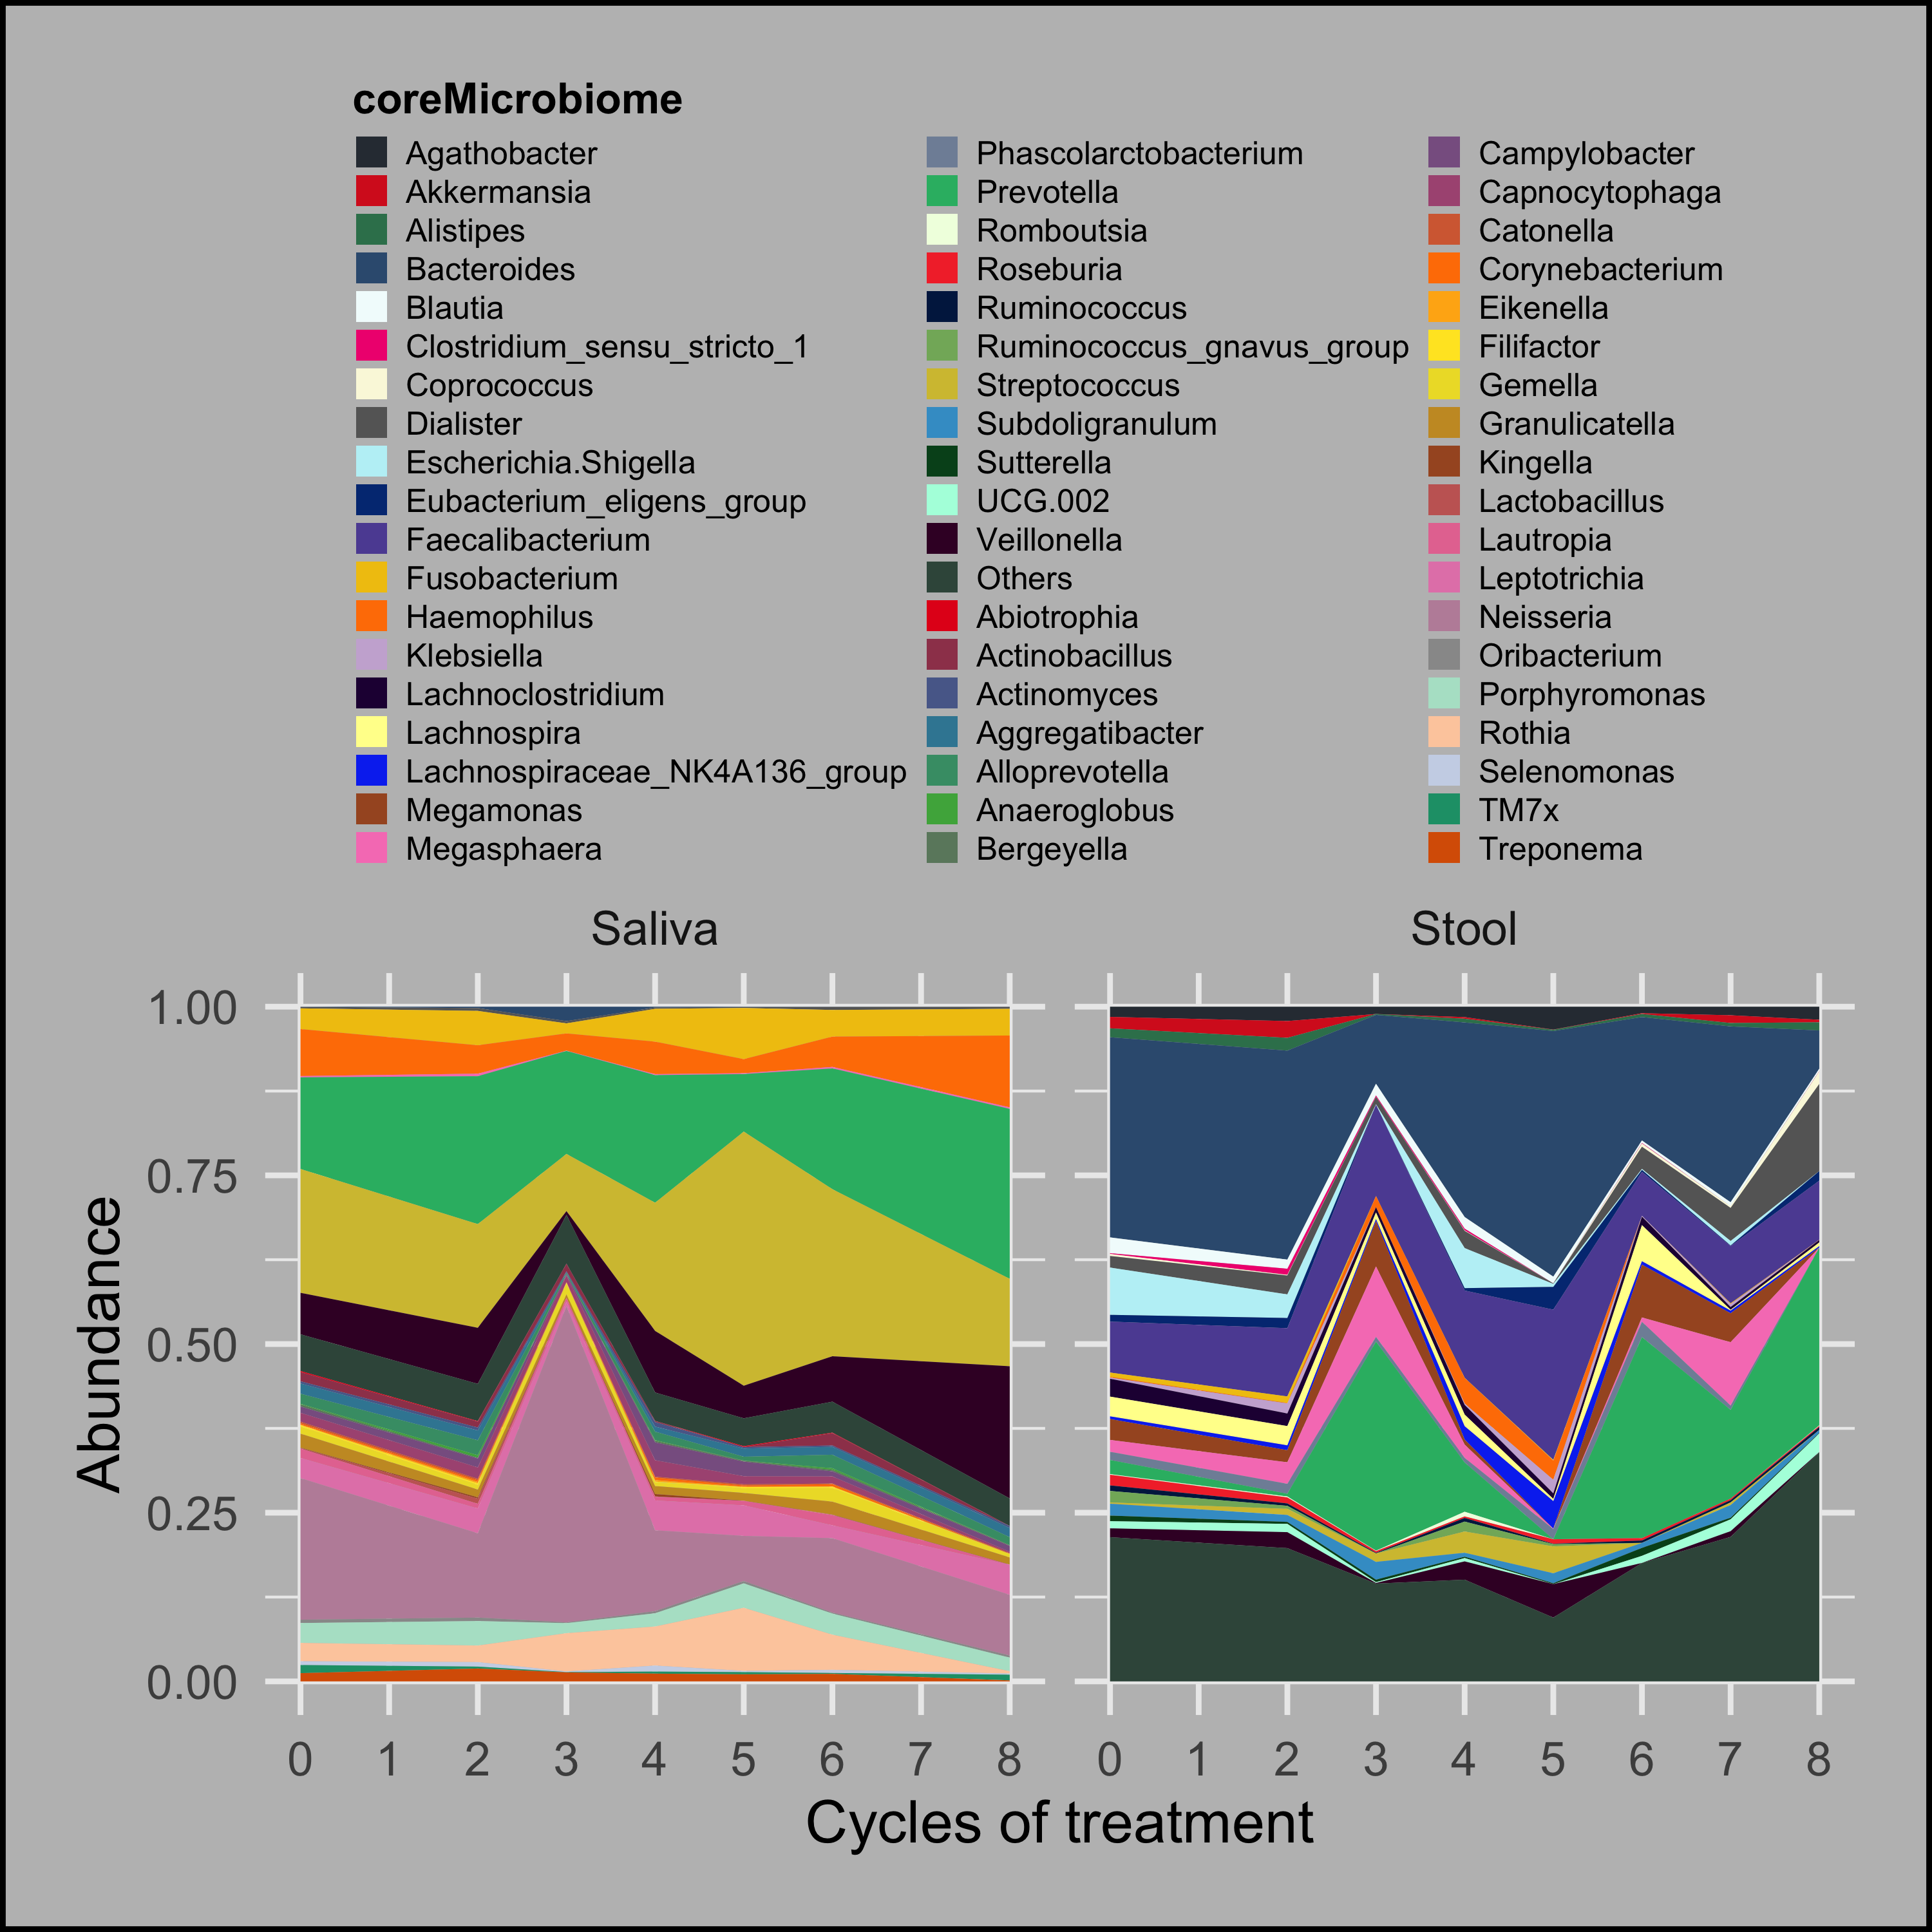 coreMicrobiome
Agathobacter
Akkermansia
Alistipes
Bacteroides
Blautia
Clostridium_sensu_stricto_1
Coprococcus
Dialister
Escherichia.Shigella
Eubacterium_eligens_group
Faecalibacterium
Fusobacterium
Haemophilus
Klebsiella
Lachnoclostridium
Lachnospira
Lachnospiraceae_NK4A136_group
Megamonas
Megasphaera
Phascolarctobacterium
Prevotella
Romboutsia
Roseburia
Ruminococcus
Ruminococcus_gnavus_group
Streptococcus
Subdoligranulum
Sutterella
UCG.002
Veillonella
Others
Abiotrophia
Actinobacillus
Actinomyces
Aggregatibacter
Alloprevotella
Anaeroglobus
Bergeyella
Campylobacter
Capnocytophaga
Catonella
Corynebacterium
Eikenella
Filifactor
Gemella
Granulicatella
Kingella
Lactobacillus
Lautropia
Leptotrichia
Neisseria
Oribacterium
Porphyromonas
Rothia
Selenomonas
TM7x
Treponema
Saliva
Stool
Abundance
1.00
0.75
0.50
0.25
0.00
0 1 2 3 4 5 6 7 8
0 1 2 3 4 5 6 7 8
Cycles of treatment